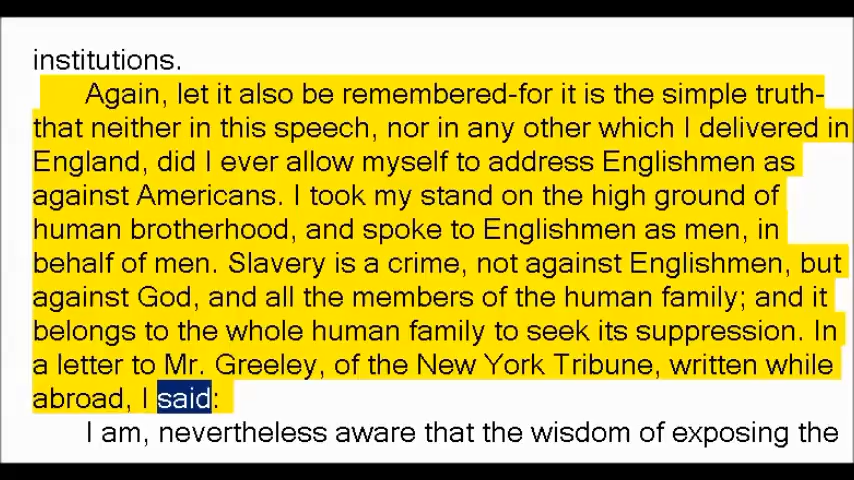 institutions.
Again, let it also be remembered-for it is the simple truth-
that neither in this speech, nor in any other which I delivered in
England, did I ever allow myself to address Englishmen as
against Americans. I took my stand on the high ground of
human brotherhood, and spoke to Englishmen as men, in
behalf of men. Slavery is a crime, not against Englishmen, but
against God, and all the members of the human family; and it
belongs to the whole human family to seek its suppression. In
a letter to Mr. Greeley, of the New York Tribune, written while
abroad, I said:
I am, nevertheless aware that the wisdom of exposing the